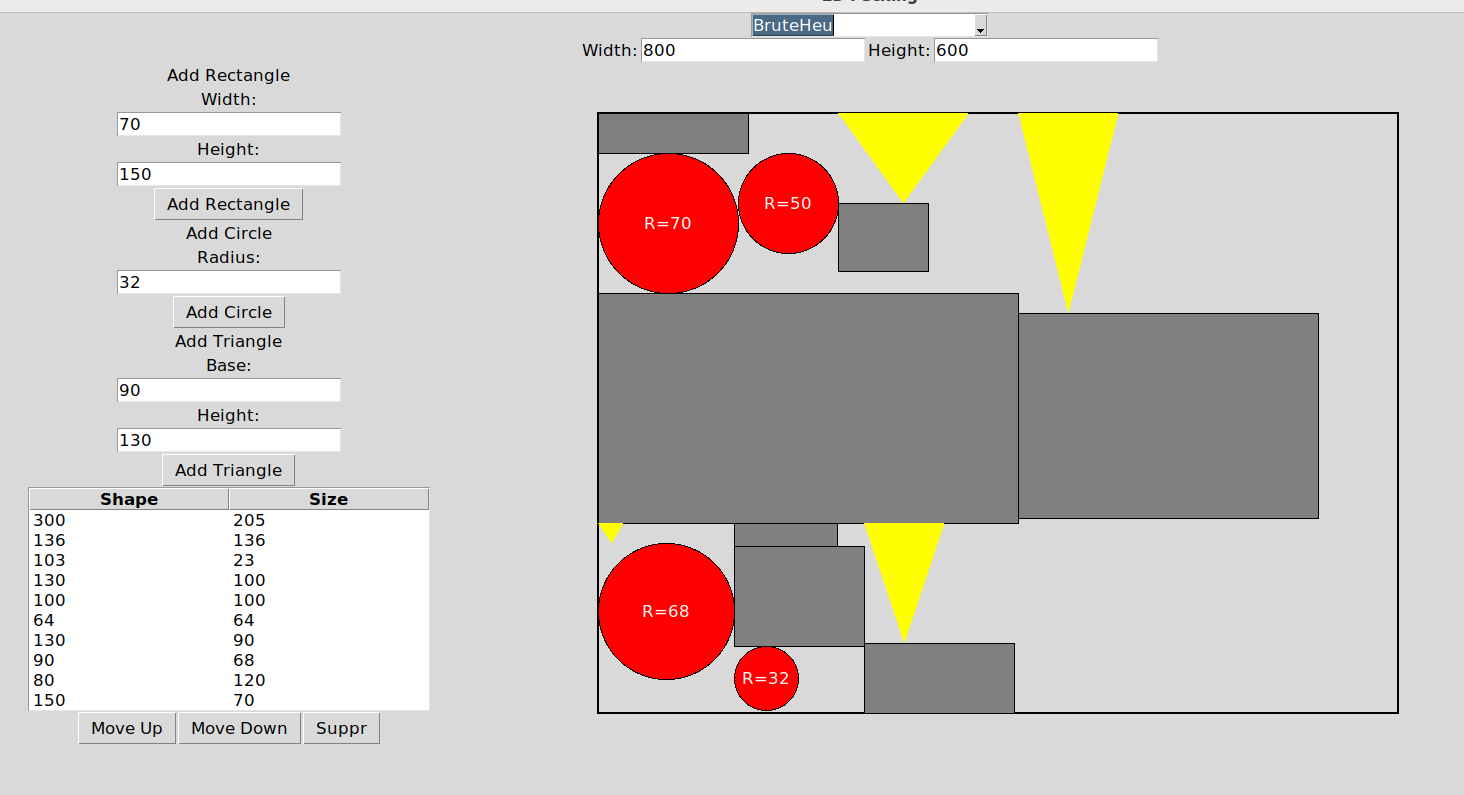 BruteHeu
Width: 800 Height: 600
Add Rectangle
Width:
70
Height:
150
Add Rectangle
Add Circle
Radius:
32
Add Circle
Add Triangle
Base:
90
Height:
130
Add Triangle
Shape Size
300 205
136 136
103 23
130 100
100 100
64 64
130 90
90 68
80 120
150 70
Move Up Move Down Suppr
R=70
R=50
R=68
R=32